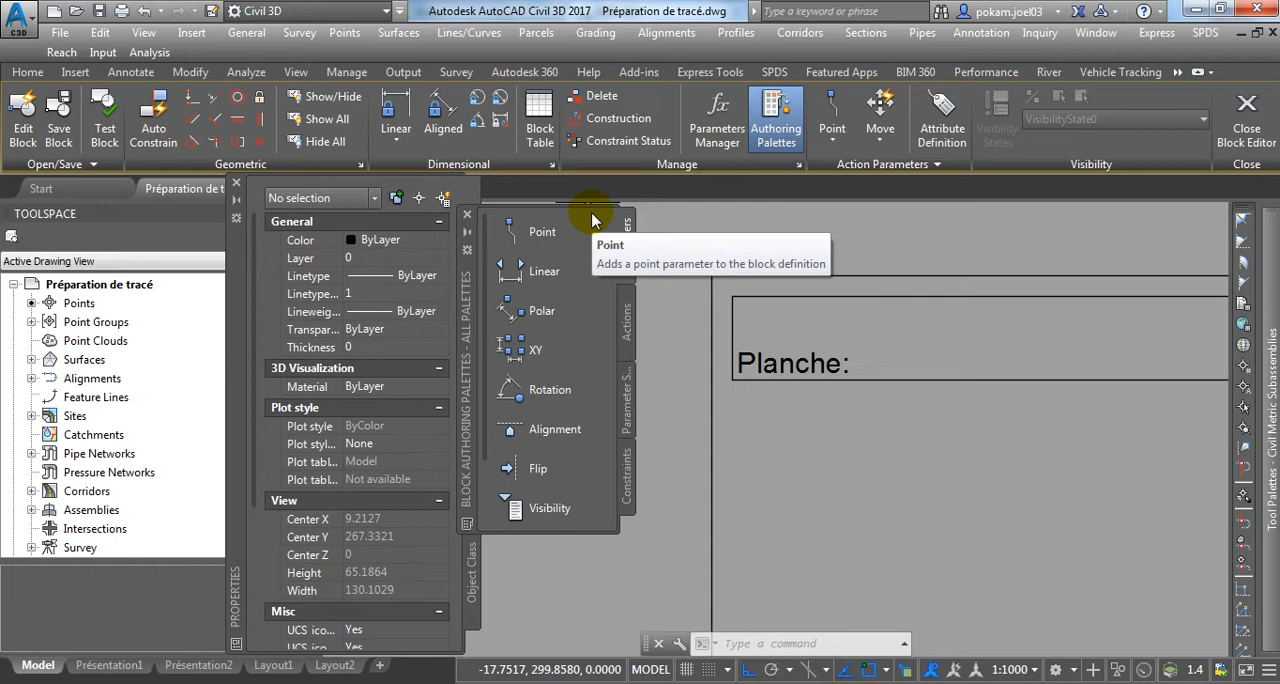 Civil 3D
Autodesk AutoCAD Civil 3D 2017 Préparation de tracé.dwg
Type a keyword or phrase
pokam.joel03
C3D
File Edit View Insert General Survey Points Surfaces Lines/Curves Parcels Grading Alignments Profiles Corridors Sections Pipes Annotation Inquiry Window Express SPDS
Reach Input Analysis
Home Insert Annotate Modify Analyze View Manage Output Survey Autodesk 360 Help Add-ins Express Tools SPDS Featured Apps BIM 360 Performance River Vehicle Tracking
Edit Block
Save Block
Test Block
Auto Constrain
Show/Hide
Show All
Hide All
Linear
Aligned
Block Table
Delete
Construction
Constraint Status
Parameters Manager
Authoring Palettes
Point
Move
Attribute Definition
Visibility States
VisibilityState0
Close Block Editor
Open/Save Geometric Dimensional Manage Action Parameters Visibility Close
Start Préparation de t
TOOLSPACE
Active Drawing View
Préparation de tracé
Points
Point Groups
Point Clouds
Surfaces
Alignments
Feature Lines
Sites
Catchments
Pipe Networks
Pressure Networks
Corridors
Assemblies
Intersections
Survey
No selection
General
Color ByLayer
Layer 0
Linetype ByLayer
Linetype... 1
Lineweig... ByLayer
Transpar... ByLayer
Thickness 0
3D Visualization
Material ByLayer
Plot style
Plot style ByColor
Plot styl... None
Plot tabl... Model
Plot tabl... Not available
View
Center X 9.2127
Center Y 267.3321
Center Z 0
Height 65.1864
Width 130.1029
Misc
UCS ico... Yes
UCS ico... Yes
PROPERTIES
Object Class
BLOCK AUTHORING PALETTES - ALL PALETTES
Point
Linear
Polar
XY
Rotation
Alignment
Flip
Visibility
Actions
Parameter S...
Constraints
Point
Adds a point parameter to the block definition
Planche:
Tool Palettes - Civil Metric Subassemblies
Type a command
Model Présentation1 Présentation2 Layout1 Layout2 +
-17.7517, 299.8580, 0.0000 MODEL 1:1000 1.4